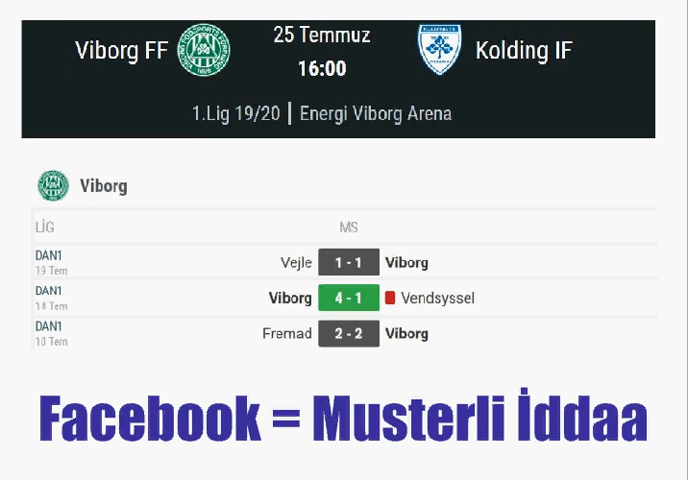 Viborg FF
25 Temmuz
16:00
Kolding IF
1.Lig 19/20 | Energi Viborg Arena
Viborg
LİG MS
DAN1
19 Tem
Vejle 1 - 1 Viborg
DAN1
14 Tem
Viborg 4 - 1 Vendsyssel
DAN1
10 Tem
Fremad 2 - 2 Viborg
Facebook = Musterli İddaa